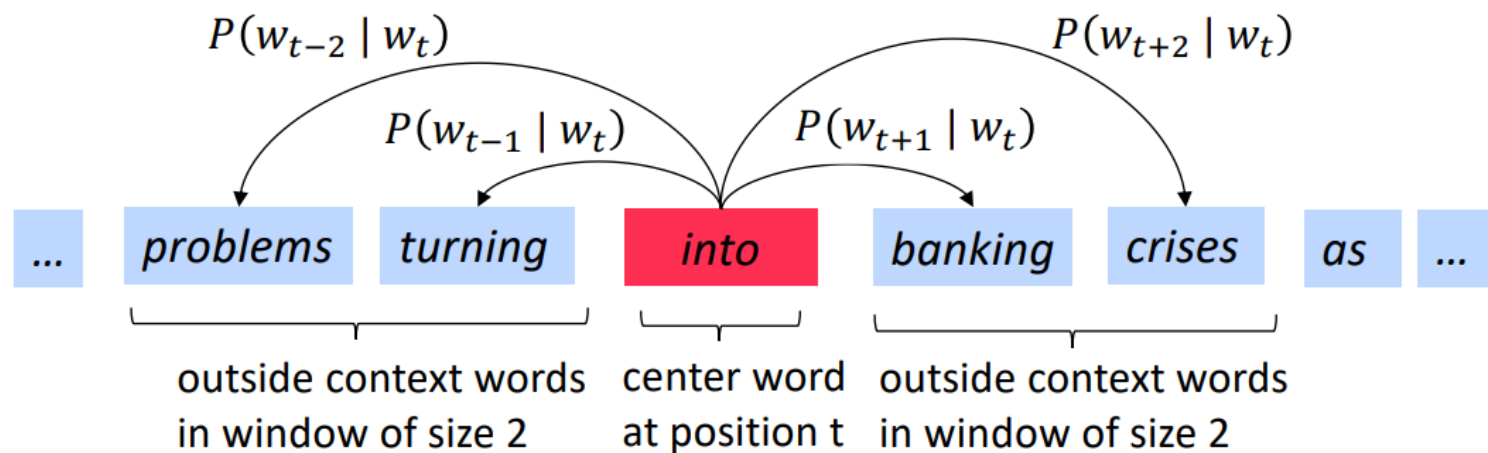 P(w_{t−2} | w_t) P(w_{t+2} | w_t)
P(w_{t−1} | w_t) P(w_{t+1} | w_t)
... problems turning into banking crises as ...
outside context words center word outside context words
in window of size 2 at position t in window of size 2